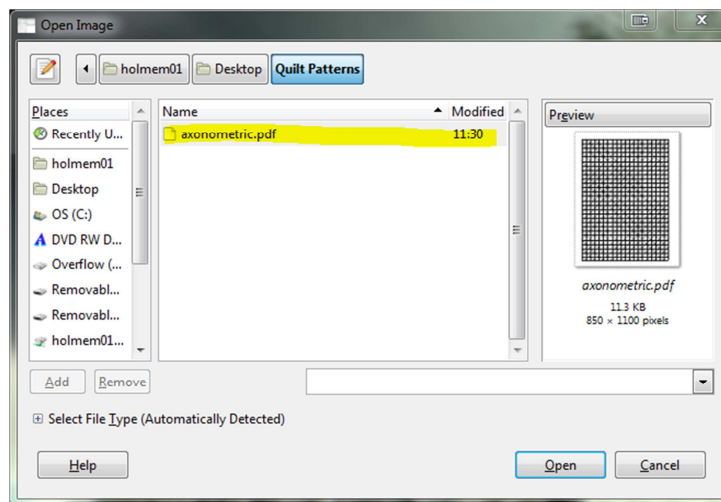 Open Image
holmem01 Desktop Quilt Patterns
Places Name Modified Preview
Recently U... axonometric.pdf 11:30
holmem01
Desktop
OS (C:)
DVD RW D...
Overflow (...
Removabl...
Removabl...
holmem01...
axonometric.pdf
11.3 KB
850 × 1100 pixels
Add Remove
Select File Type (Automatically Detected)
Help Open Cancel